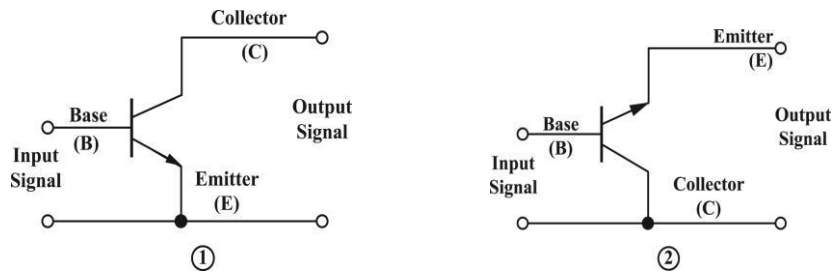 Collector
(C)
Base
(B)
Input
Signal
Output
Signal
Emitter
(E)
1
Emitter
(E)
Base
(B)
Input
Signal
Output
Signal
Collector
(C)
2